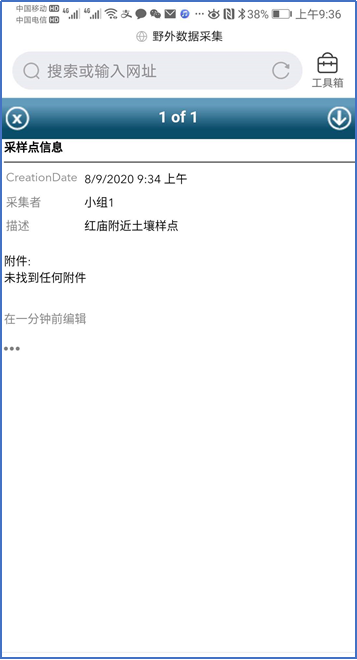 中国移动 HD 4G 4G 38% 上午9:36
中国电信 HD
野外数据采集
搜索或输入网址
工具箱
1 of 1
采样点信息
CreationDate 8/9/2020 9:34 上午
采集者 小组1
描述 红庙附近土壤样点
附件:
未找到任何附件
在一分钟前编辑